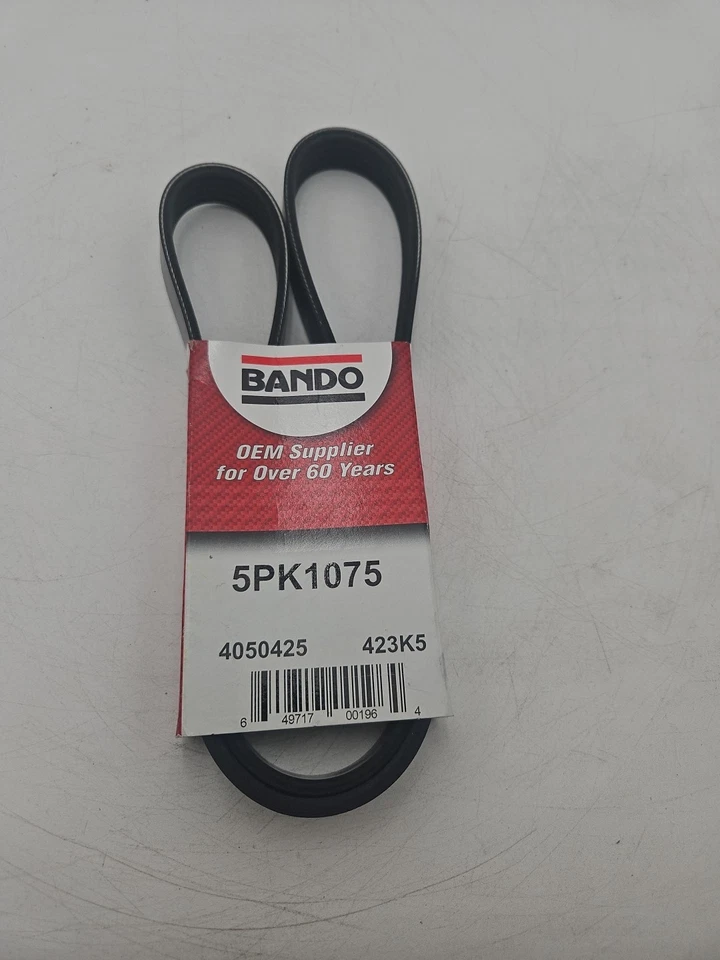 BANDO
OEM Supplier
for Over 60 Years
5PK1075
4050425 423K5
6 49717 00196 4